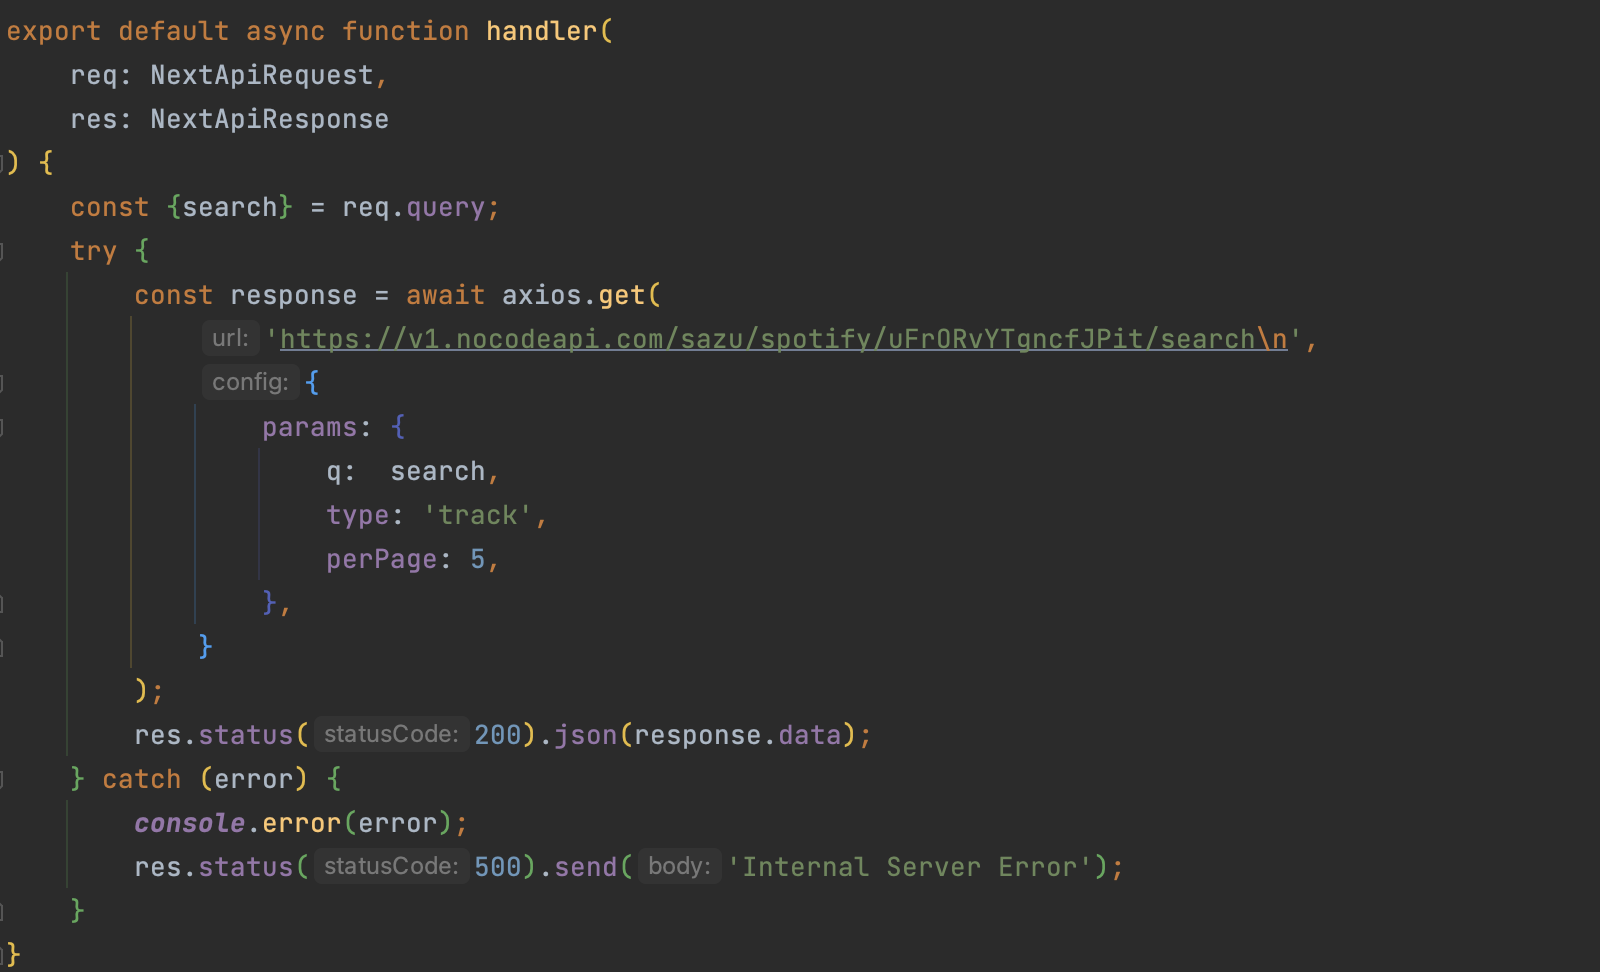 export default async function handler(
    req: NextApiRequest,
    res: NextApiResponse
) {
    const {search} = req.query;
    try {
        const response = await axios.get(
            url: 'https://v1.nocodeapi.com/sazu/spotify/uFrORvYTgncfJPit/search\n',
            config: {
                params: {
                    q:  search,
                    type: 'track',
                    perPage: 5,
                },
            }
        );
        res.status( statusCode: 200).json(response.data);
    } catch (error) {
        console.error(error);
        res.status( statusCode: 500).send( body: 'Internal Server Error');
    }
}